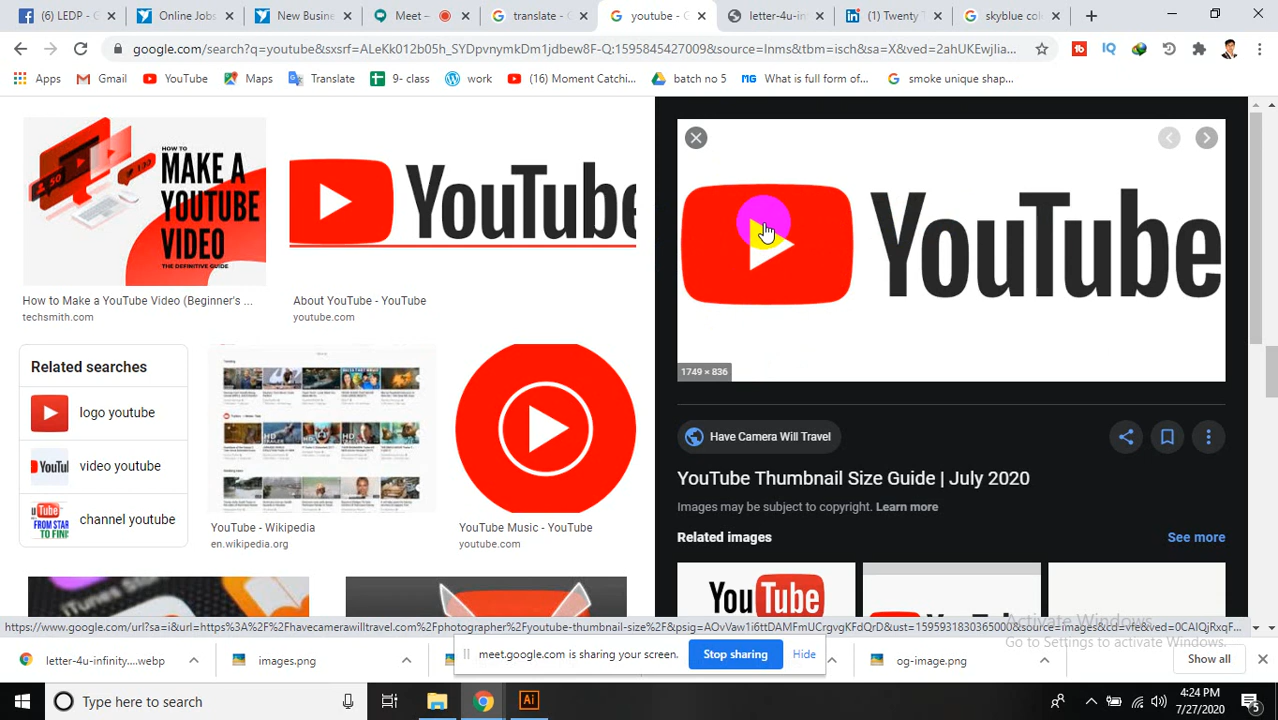 LEDP - G
Online Jobs
New Busine
Meet –
translate - G
youtube - G
letter-4u-in
(1) Twenty T
skyblue col
google.com/search?q=youtube&sxsrf=ALeKk012b05h_SYDpvnymkDm1jdbew8F-Q:1595845427009&source=lnms&tbm=isch&sa=X&ved=2ahUKEwjIia...
Apps
Gmail
YouTube
Maps
Translate
9- class
work
(16) Moment Catchi...
batch no
What is full form of...
smoke unique shap...
HOW TO
MAKE A
YOUTUBE
VIDEO
THE DEFINITIVE GUIDE
YouTube
YouTube
How to Make a YouTube Video (Beginner's ...
techsmith.com
About YouTube - YouTube
youtube.com
Related searches
logo youtube
video youtube
channel youtube
YouTube - Wikipedia
en.wikipedia.org
YouTube Music - YouTube
youtube.com
1749 × 836
Have Camera Will Travel
YouTube Thumbnail Size Guide | July 2020
Images may be subject to copyright. Learn more
Related images
See more
YouTube
Activate Windows
Go to Settings to activate Windows.
meet.google.com is sharing your screen.
Stop sharing
Hide
letter-4u-infinity....webp
images.png
og-image.png
Show all
Type here to search
Ai
4:24 PM
7/27/2020
5